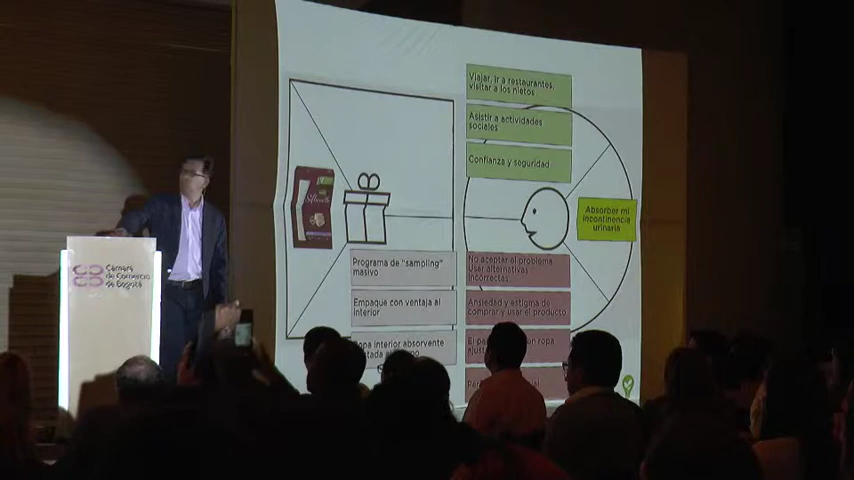 Viajar, ir a restaurantes,
visitar a los nietos
Asistir a actividades
sociales
Confianza y seguridad
Absorber mi
incontinencia
urinaria
Cámara
de Comercio
de Bogotá
Programa de "sampling"
masivo
Empaque con ventaja al
interior
interior absorvente
No aceptar el problema
Usar alternativas
incorrectas
Ansiedad y estigma de
comprar y usar el producto
El
ropa